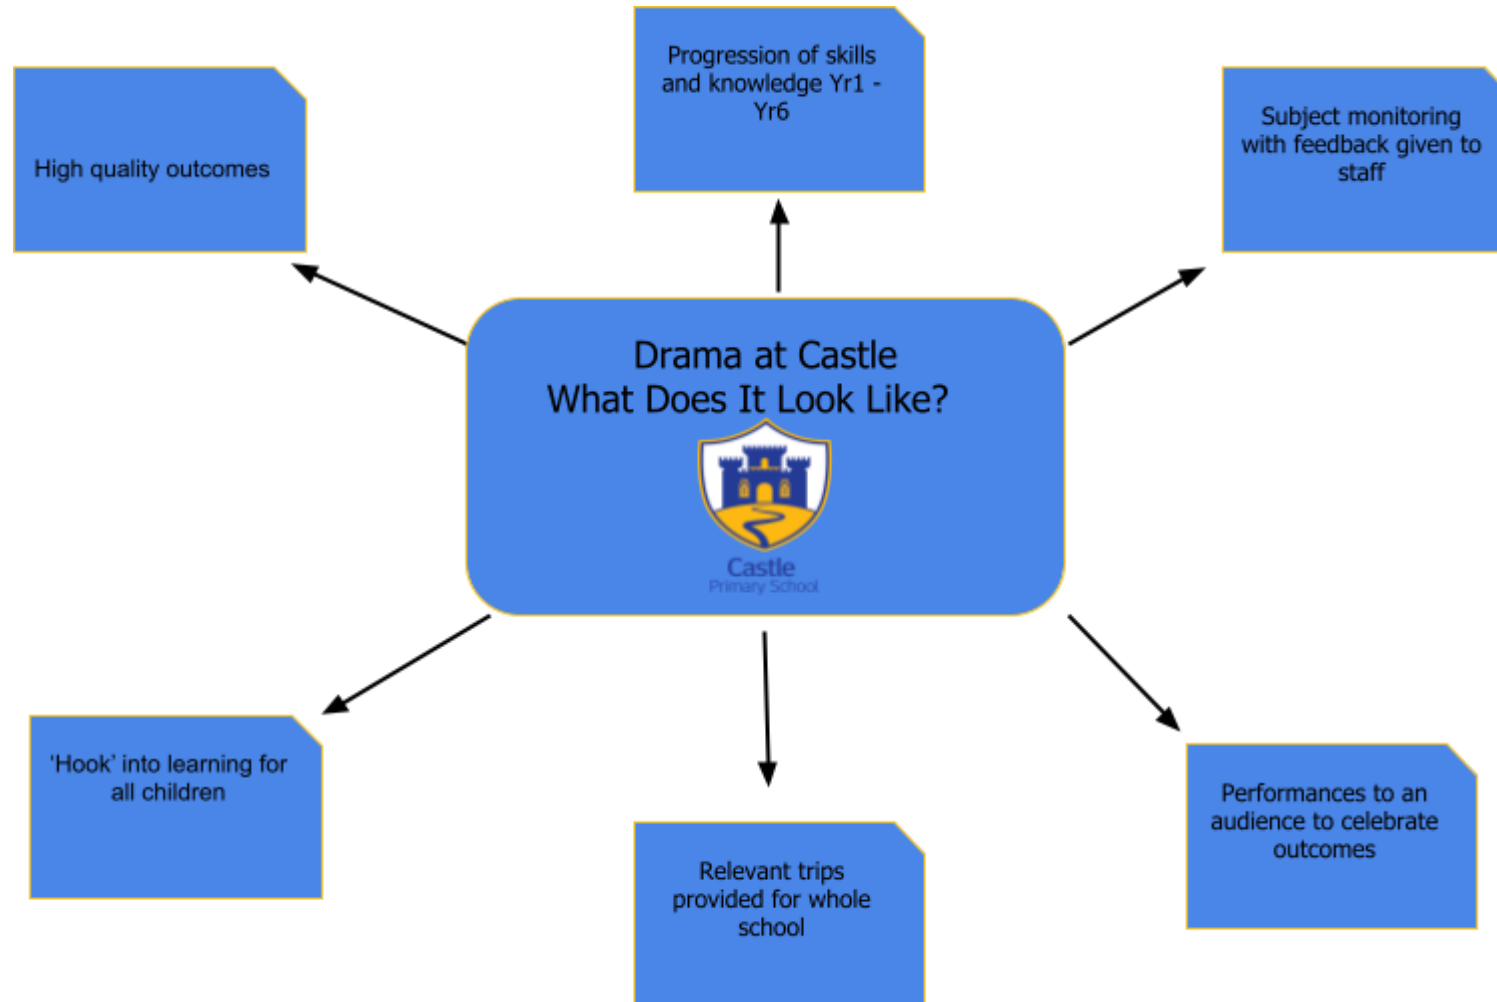 Progression of skills
and knowledge Yr1 -
Yr6
High quality outcomes
Subject monitoring
with feedback given to
staff
Drama at Castle
What Does It Look Like?
Castle
Primary School
'Hook' into learning for
all children
Relevant trips
provided for whole
school
Performances to an
audience to celebrate
outcomes